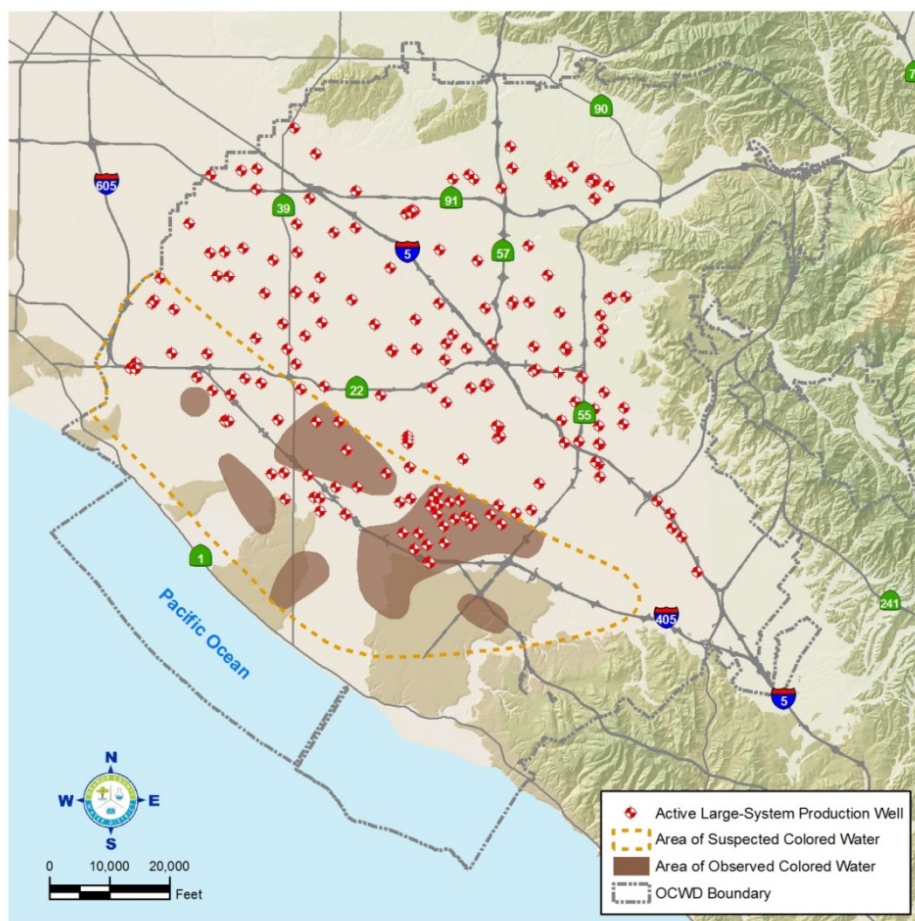 7
90
605
39
91
5
57
22
55
1
Pacific Ocean
405
241
5
N
W
E
S
0 10,000 20,000
Feet
Active Large-System Production Well
Area of Suspected Colored Water
Area of Observed Colored Water
OCWD Boundary